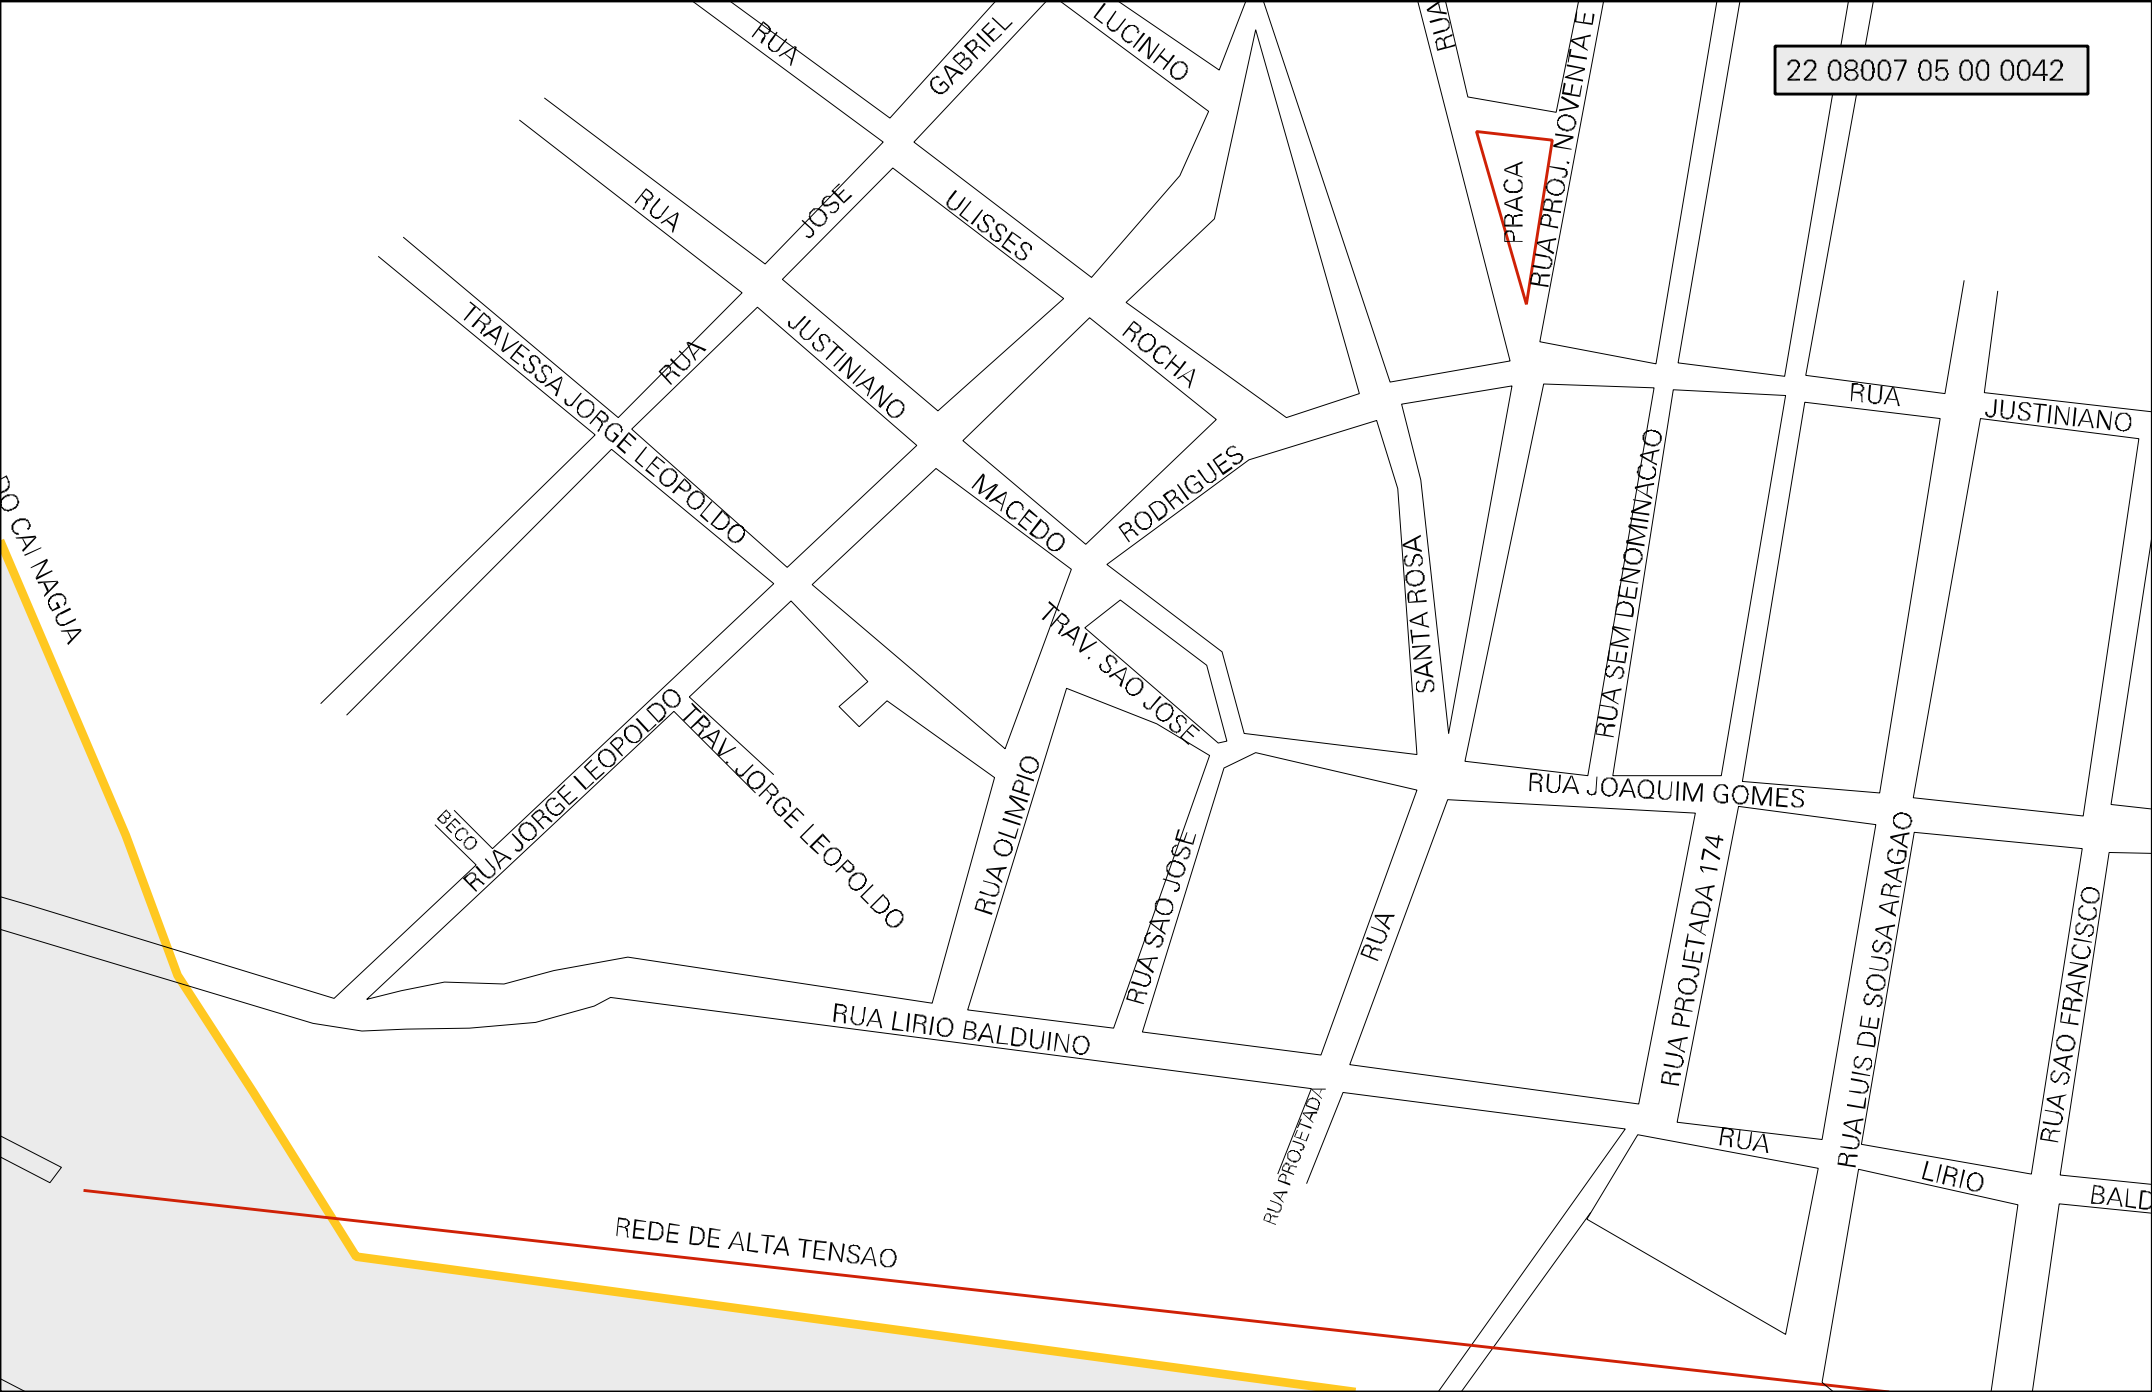 22 08007 05 00 0042
RUA
GABRIEL
LUCINHO
RUA
RUA PROJ. NOVENTA E
PRACA
RUA
JOSE
ULISSES
ROCHA
TRAVESSA JORGE LEOPOLDO
RUA
JUSTINIANO
MACEDO
RODRIGUES
RUA
JUSTINIANO
SANTA ROSA
RUA SEM DENOMINACAO
DO CAI NAGUA
TRAV. SAO JOSE
RUA JORGE LEOPOLDO
TRAV. JORGE LEOPOLDO
BECO
RUA OLIMPIO
RUA SAO JOSE
RUA
RUA JOAQUIM GOMES
RUA PROJETADA 174
RUA LUIS DE SOUSA ARAGAO
RUA SAO FRANCISCO
RUA LIRIO BALDUINO
RUA PROJETADA
RUA
LIRIO
BALD
REDE DE ALTA TENSAO